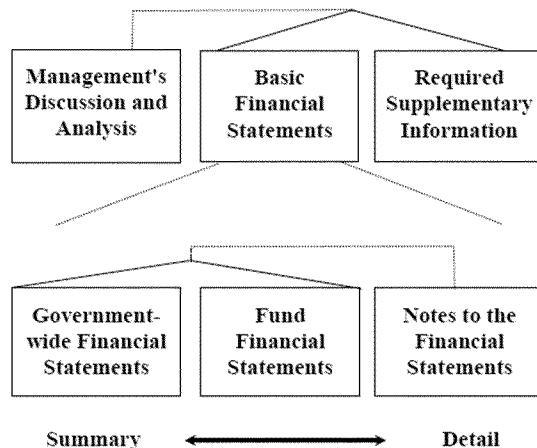 Management's
Discussion and
Analysis
Basic
Financial
Statements
Required
Supplementary
Information
Government-
wide Financial
Statements
Fund
Financial
Statements
Notes to the
Financial
Statements
Summary
Detail